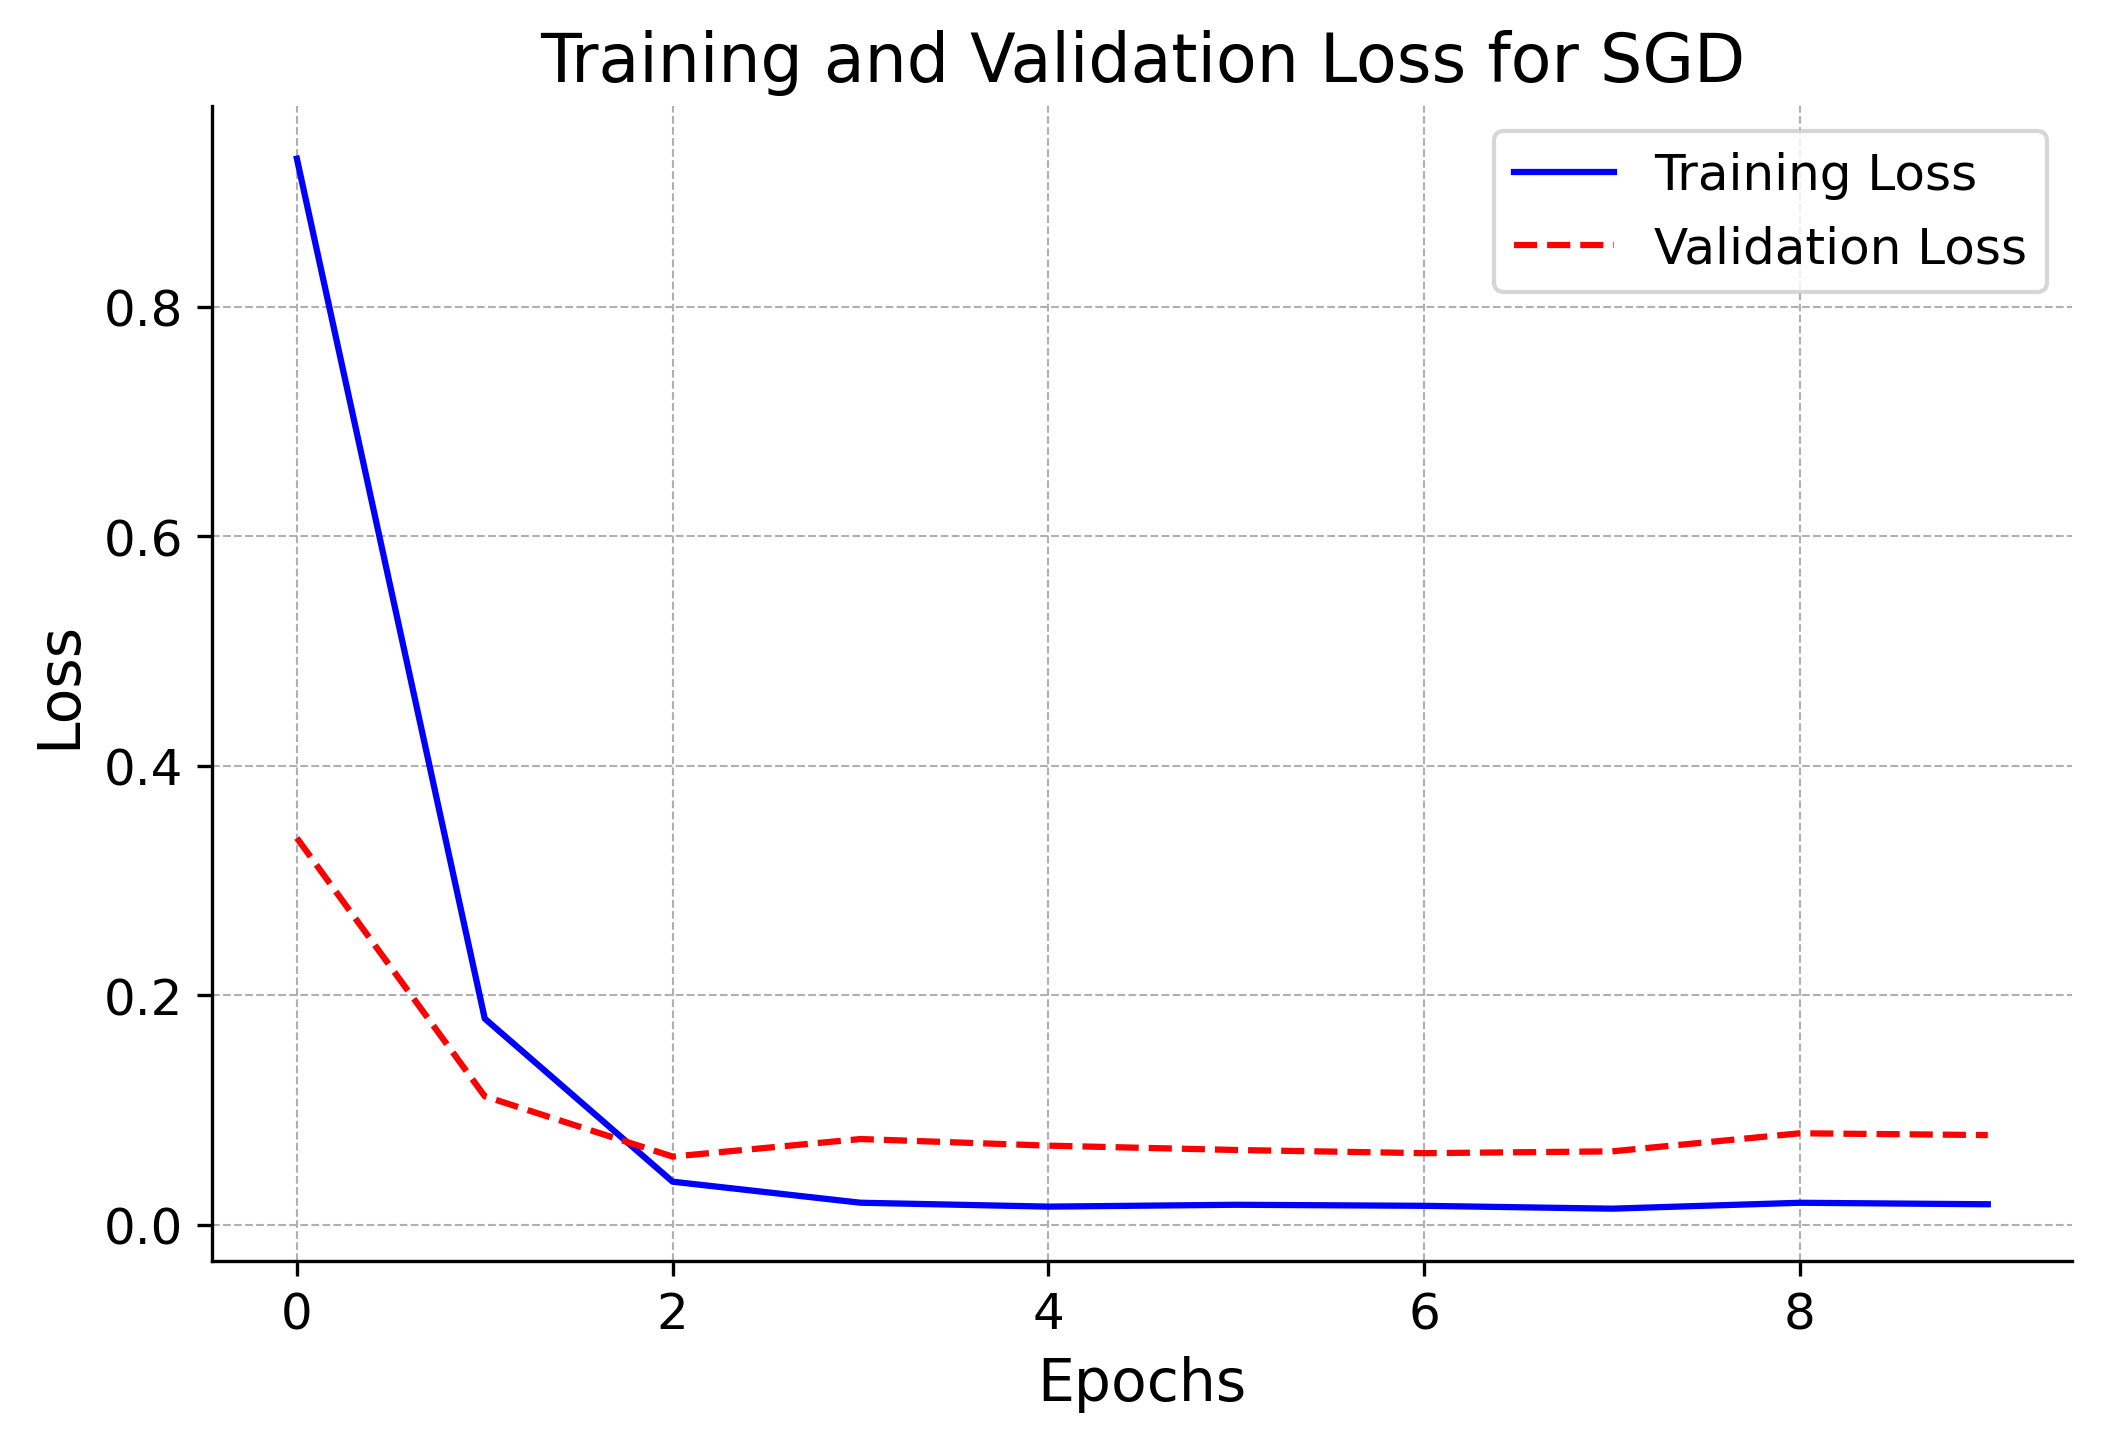 Training and Validation Loss for SGD
Training Loss
Validation Loss
Loss
0.8
0.6
0.4
0.2
0.0
0 2 4 6 8
Epochs